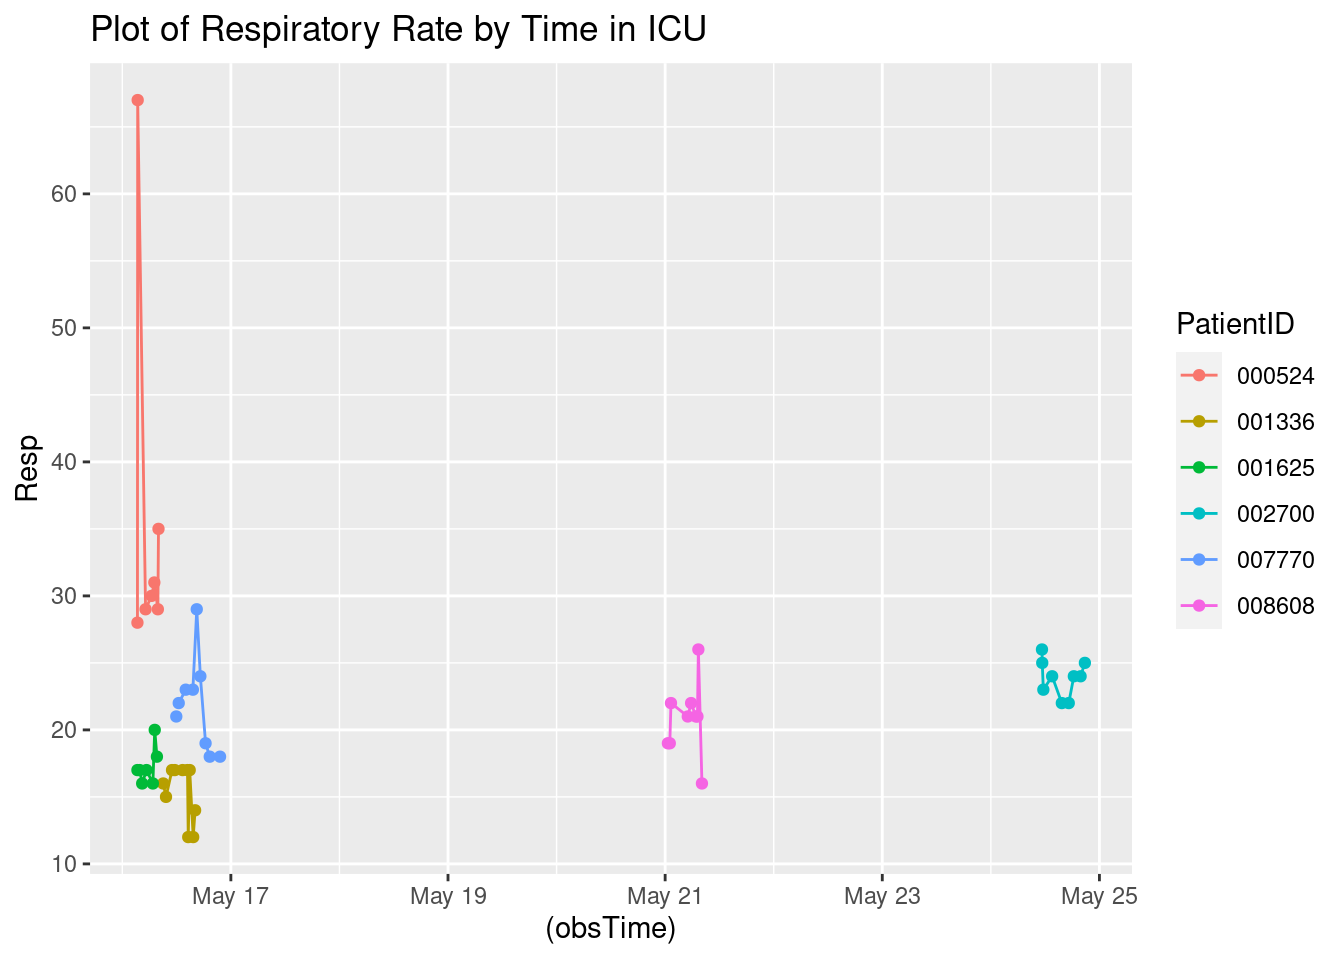 Plot of Respiratory Rate by Time in ICU
Resp
60
50
40
30
20
10
May 17 May 19 May 21 May 23 May 25
(obsTime)
PatientID
000524
001336
001625
002700
007770
008608